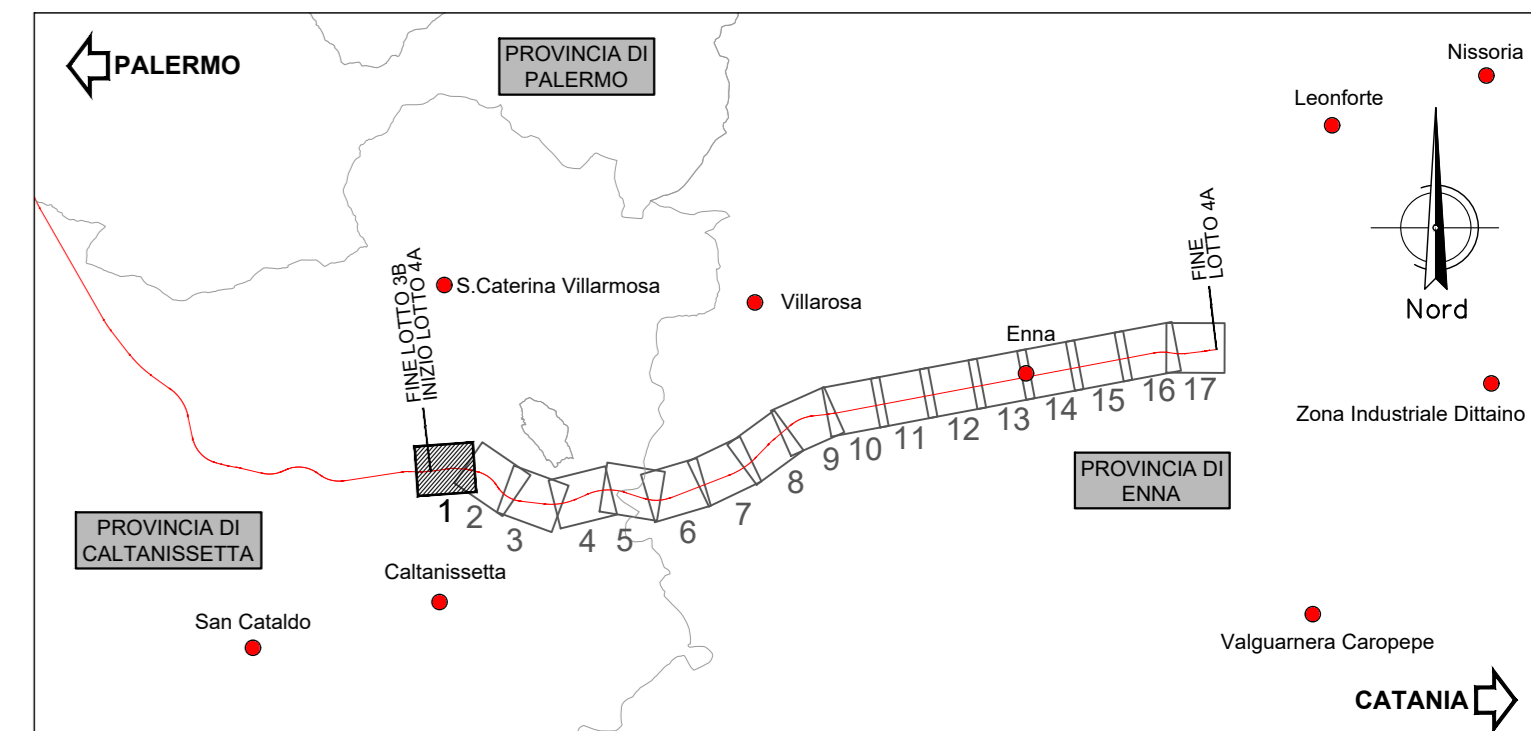 PALERMO
PROVINCIA DI
PALERMO
Nissoria
Leonforte
FINE LOTTO 3B
INIZIO LOTTO 4A
S.Caterina Villarmosa
Villarosa
FINE
LOTTO 4A
Nord
Enna
Zona Industriale Dittaino
1
2
3
4
5
6
7
8
9
10
11
12
13
14
15
16
17
PROVINCIA DI
ENNA
PROVINCIA DI
CALTANISSETTA
Caltanissetta
San Cataldo
Valguarnera Caropepe
CATANIA